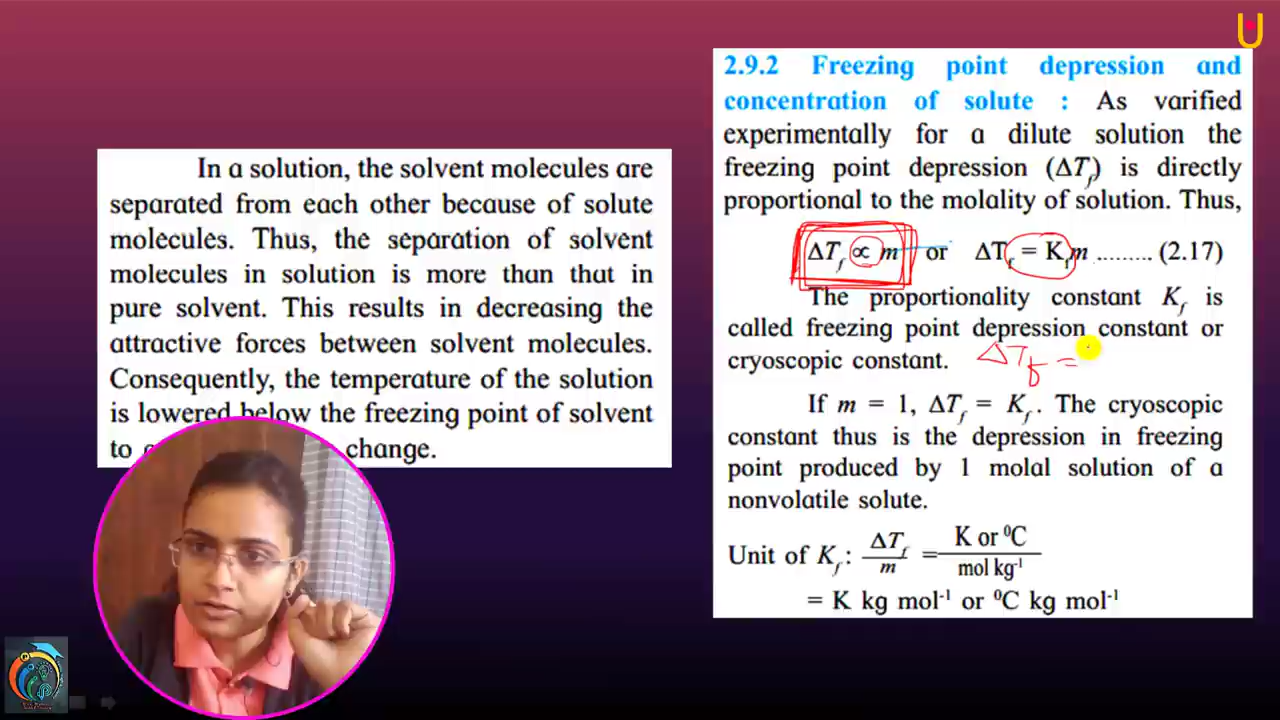 In a solution, the solvent molecules are
separated from each other because of solute
molecules. Thus, the separation of solvent
molecules in solution is more than that in
pure solvent. This results in decreasing the
attractive forces between solvent molecules.
Consequently, the temperature of the solution
is lowered below the freezing point of solvent
to
change.
2.9.2 Freezing point depression and
concentration of solute : As varified
experimentally for a dilute solution the
freezing point depression (ΔTf) is directly
proportional to the molality of solution. Thus,
ΔTf ∝ m or ΔTf = Kf m ........ (2.17)
The proportionality constant Kf is
called freezing point depression constant or
cryoscopic constant.
ΔTf =
If m = 1, ΔTf = Kf. The cryoscopic
constant thus is the depression in freezing
point produced by 1 molal solution of a
nonvolatile solute.
Unit of Kf: ΔTf/m = K or ⁰C/mol kg⁻¹
= K kg mol⁻¹ or ⁰C kg mol⁻¹